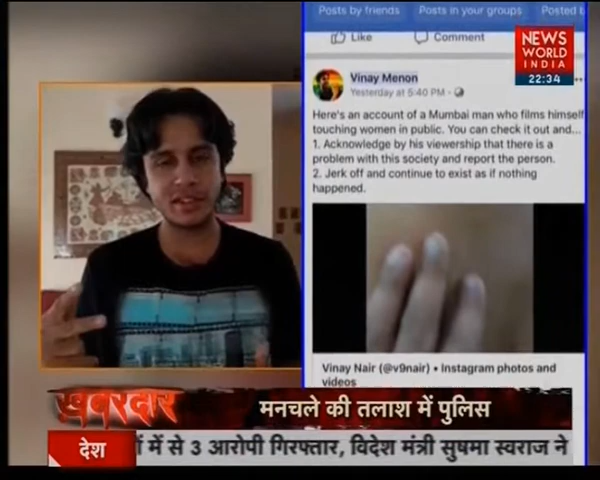 Posts by friends Posts in your groups Posted
Like Comment
NEWS
WORLD
INDIA
22:34
Vinay Menon
Yesterday at 5:40 PM •
Here's an account of a Mumbai man who films himself
touching women in public. You can check it out and...
1. Acknowledge by his viewership that there is a
problem with this society and report the person.
2. Jerk off and continue to exist as if nothing
happened.
Vinay Nair (@v9nair) • Instagram photos and
videos
ख़बरदार
मनचले की तलाश में पुलिस
देश
में से 3 आरोपी गिरफ्तार, विदेश मंत्री सुषमा स्वराज ने